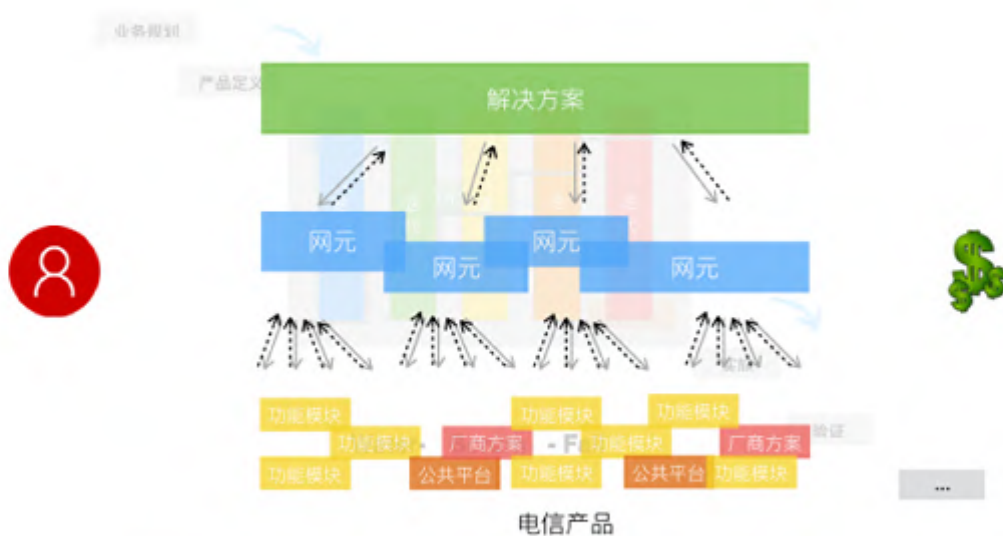 业务规划
产品定义
解决方案
网元
网元
网元
网元
功能模块
功能模块
功能模块
功能模块
厂商方案
- F
功能模块
厂商方案
验证
功能模块
公共平台
功能模块
公共平台
功能模块
...
电信产品